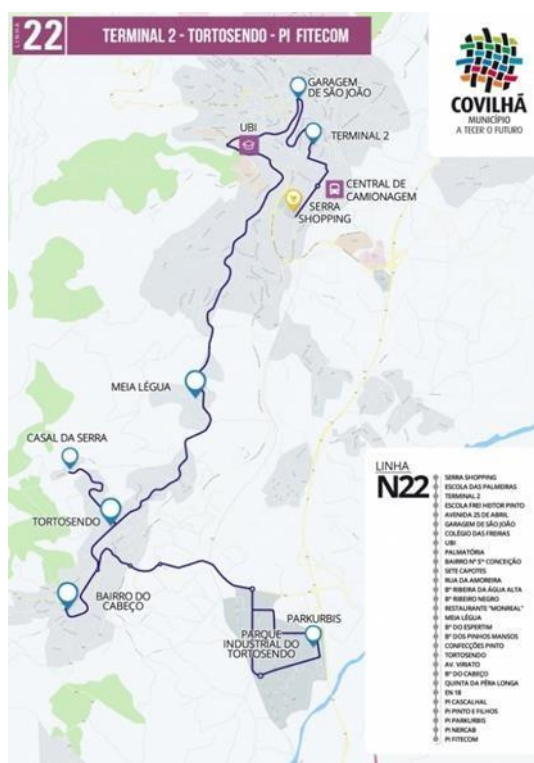 LINHA
22
TERMINAL 2 - TORTOSENDO - PI FITECOM
COVILHÃ
MUNICÍPIO
A TECER O FUTURO
GARAGEM
DE SÃO JOÃO
UBI
TERMINAL 2
CENTRAL DE
CAMIONAGEM
SERRA
SHOPPING
MEIA LÉGUA
CASAL DA SERRA
TORTOSENDO
BAIRRO DO
CABEÇO
PARKURBIS
PARQUE
INDUSTRIAL DO
TORTOSENDO
LINHA
N22
SERRA SHOPPING
ESCOLA DAS PALMEIRAS
TERMINAL 2
ESCOLA FREI HEITOR PINTO
AVENIDA 25 DE ABRIL
GARAGEM DE SÃO JOÃO
COLÉGIO DAS FREIRAS
UBI
PALMATÓRIA
BAIRRO Nª Sª CONCEIÇÃO
SETE CAPOTES
RUA DA AMOREIRA
Bº RIBEIRA DA ÁGUA ALTA
Bº RIBEIRO NEGRO
RESTAURANTE "MONREAL"
MEIA LÉGUA
Bº DO ESPERTIM
Bº DOS PINHOS MANSOS
CONFECÇÕES PINTO
TORTOSENDO
AV. VIRIATO
Bº DO CABEÇO
QUINTA DA PÊRA LONGA
EN 18
PI CASCALHAL
PI PINTO E FILHOS
PI PARKURBIS
PI NERCAB
PI FITECOM